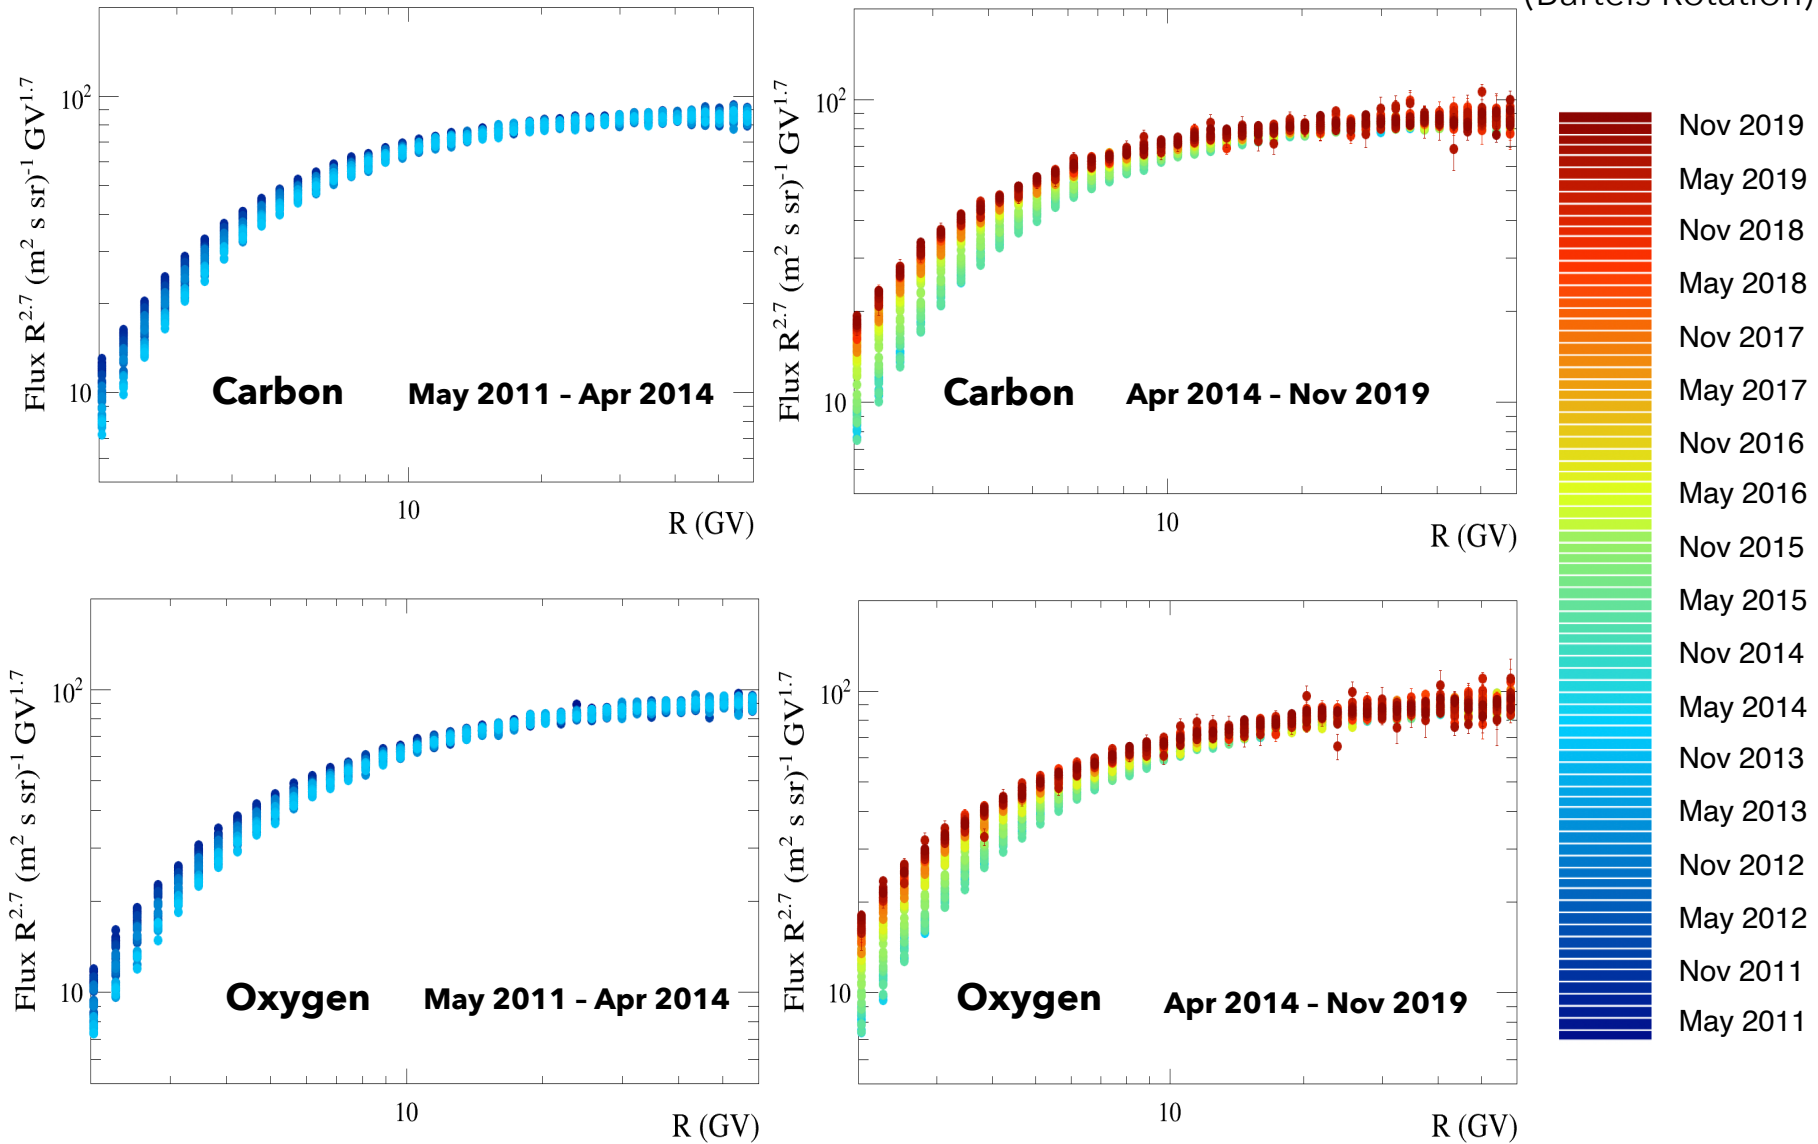 (Bartels Rotation)
Flux R^2.7 (m^2 s sr)^-1 GV^1.7
10^2
10
Carbon
May 2011 – Apr 2014
10
R (GV)
Flux R^2.7 (m^2 s sr)^-1 GV^1.7
10^2
10
Carbon
Apr 2014 – Nov 2019
10
R (GV)
Flux R^2.7 (m^2 s sr)^-1 GV^1.7
10^2
10
Oxygen
May 2011 – Apr 2014
10
R (GV)
Flux R^2.7 (m^2 s sr)^-1 GV^1.7
10^2
10
Oxygen
Apr 2014 – Nov 2019
10
R (GV)
Nov 2019
May 2019
Nov 2018
May 2018
Nov 2017
May 2017
Nov 2016
May 2016
Nov 2015
May 2015
Nov 2014
May 2014
Nov 2013
May 2013
Nov 2012
May 2012
Nov 2011
May 2011